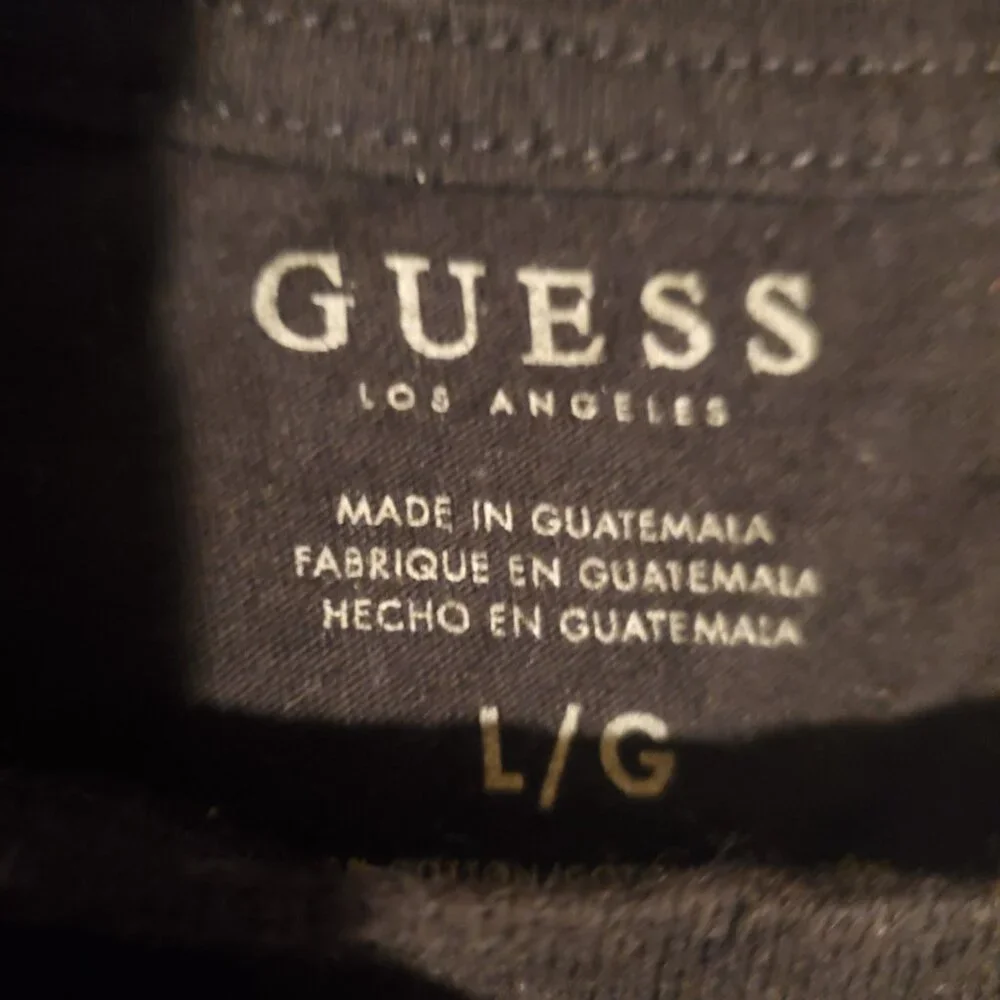 GUESS
LOS ANGELES
MADE IN GUATEMALA
FABRIQUE EN GUATEMALA
HECHO EN GUATEMALA
L/G